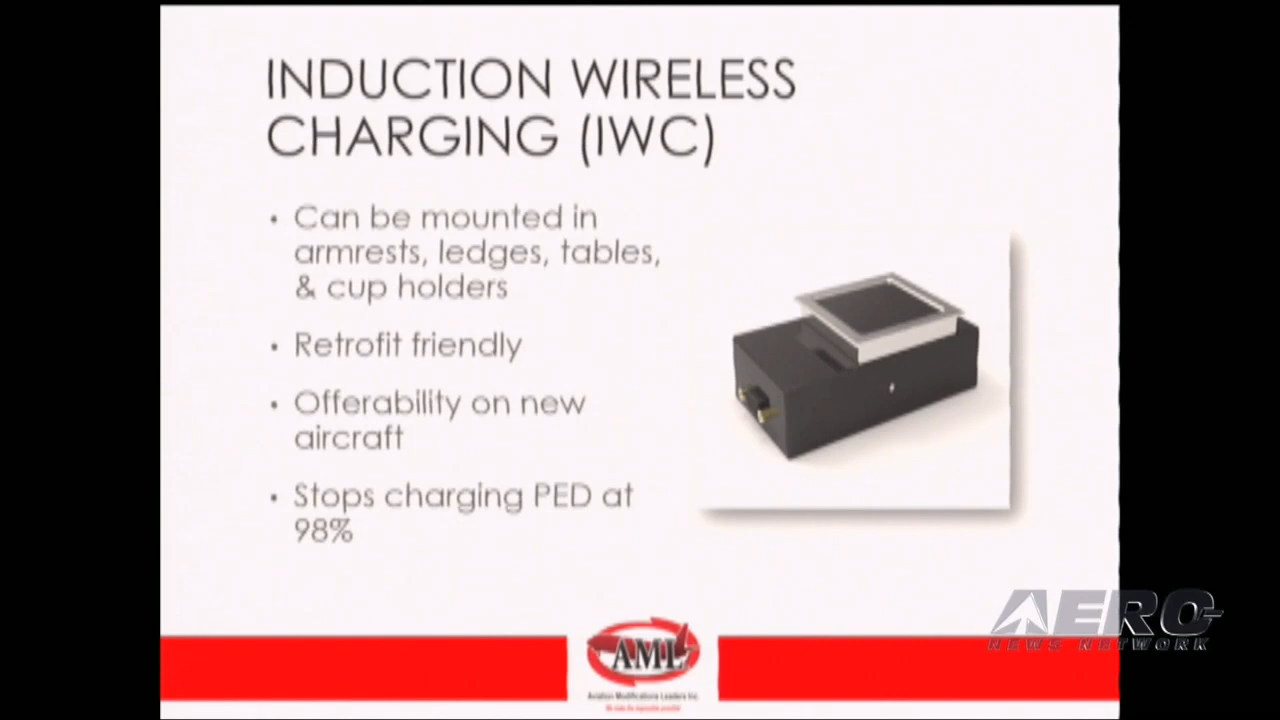 INDUCTION WIRELESS
CHARGING (IWC)
• Can be mounted in
armrests, ledges, tables,
& cup holders
• Retrofit friendly
• Offerability on new
aircraft
• Stops charging PED at
98%
AERO
NEWS NETWORK
AML
Aviation Modifications Leaders Inc.